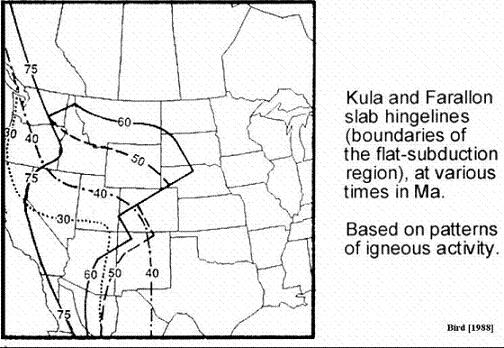 75
60
30
40
50
75
40
30
60
50
40
75
Kula and Farallon
slab hingelines
(boundaries of
the flat-subduction
region), at various
times in Ma.
Based on patterns
of igneous activity.
Bird [1988]